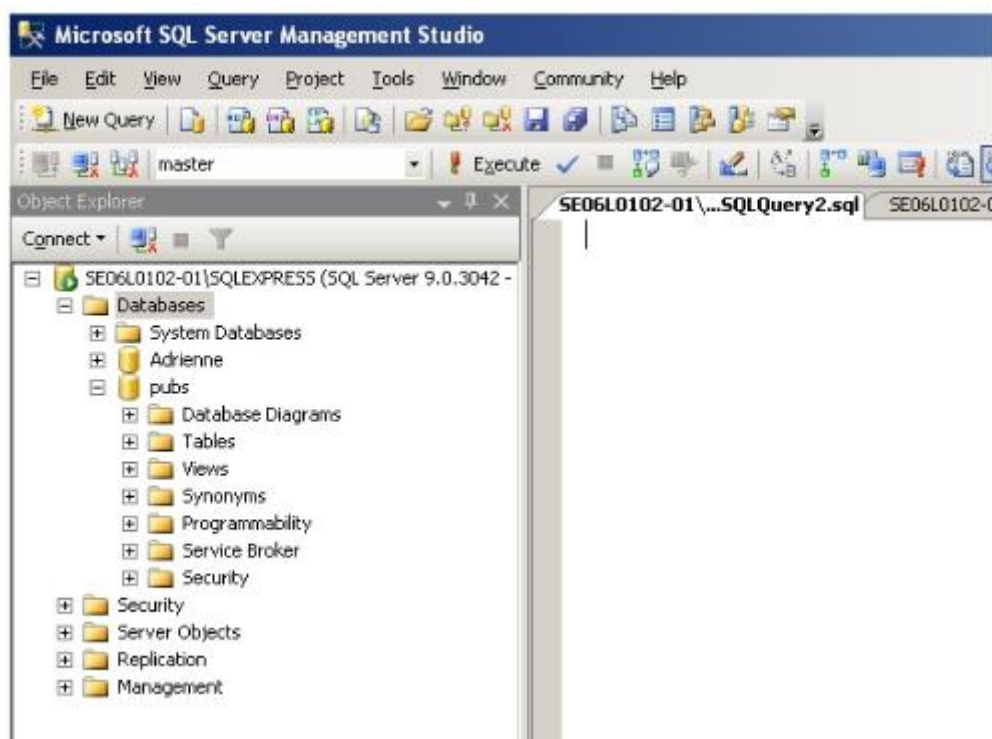 Microsoft SQL Server Management Studio
File Edit View Query Project Tools Window Community Help
New Query
master Execute
Object Explorer
SE06L0102-01\...SQLQuery2.sql SE06L0102-0
Connect
SE06L0102-01\SQLEXPRESS (SQL Server 9.0.3042 -
Databases
System Databases
Adrienne
pubs
Database Diagrams
Tables
Views
Synonyms
Programmability
Service Broker
Security
Security
Server Objects
Replication
Management